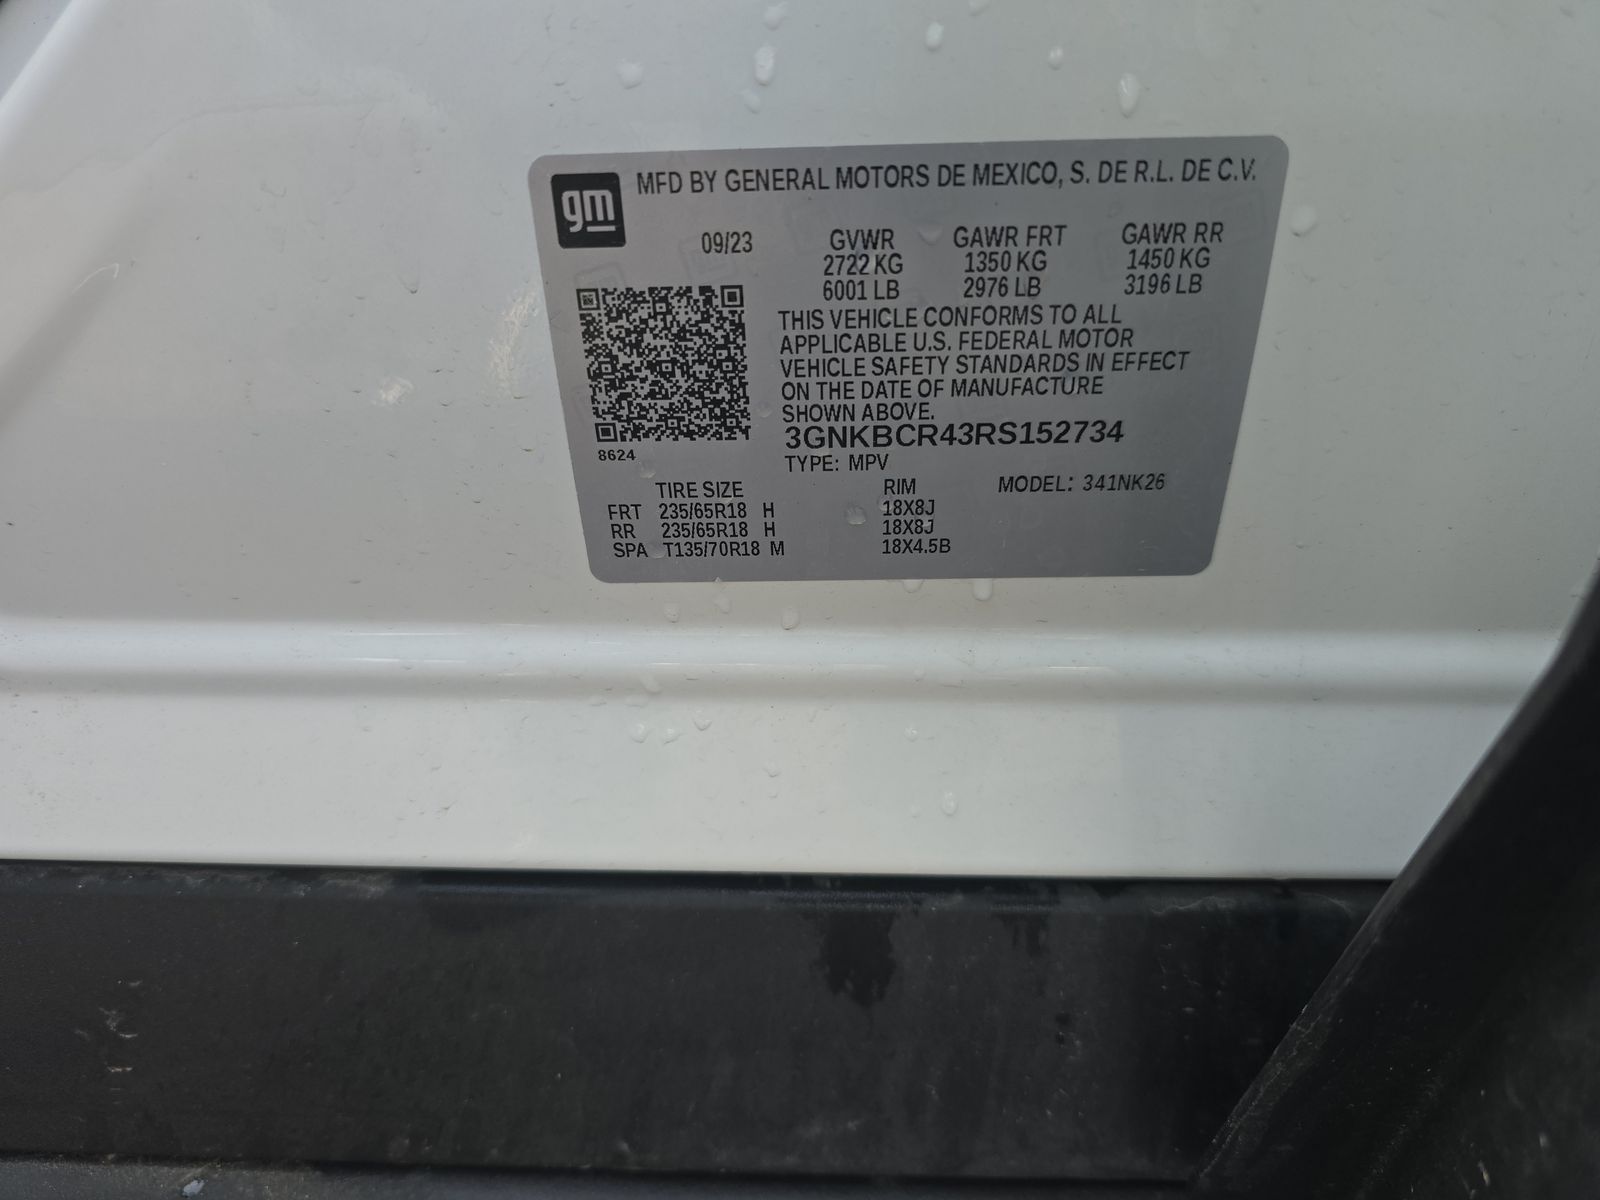 gm
MFD BY GENERAL MOTORS DE MEXICO, S. DE R.L. DE C.V.
09/23 GVWR GAWR FRT GAWR RR
2722 KG 1350 KG 1450 KG
6001 LB 2976 LB 3196 LB
THIS VEHICLE CONFORMS TO ALL
APPLICABLE U.S. FEDERAL MOTOR
VEHICLE SAFETY STANDARDS IN EFFECT
ON THE DATE OF MANUFACTURE
SHOWN ABOVE.
3GNKBCR43RS152734
8624
TYPE: MPV
TIRE SIZE RIM MODEL: 341NK26
FRT 235/65R18 H 18X8J
RR 235/65R18 H 18X8J
SPA T135/70R18 M 18X4.5B